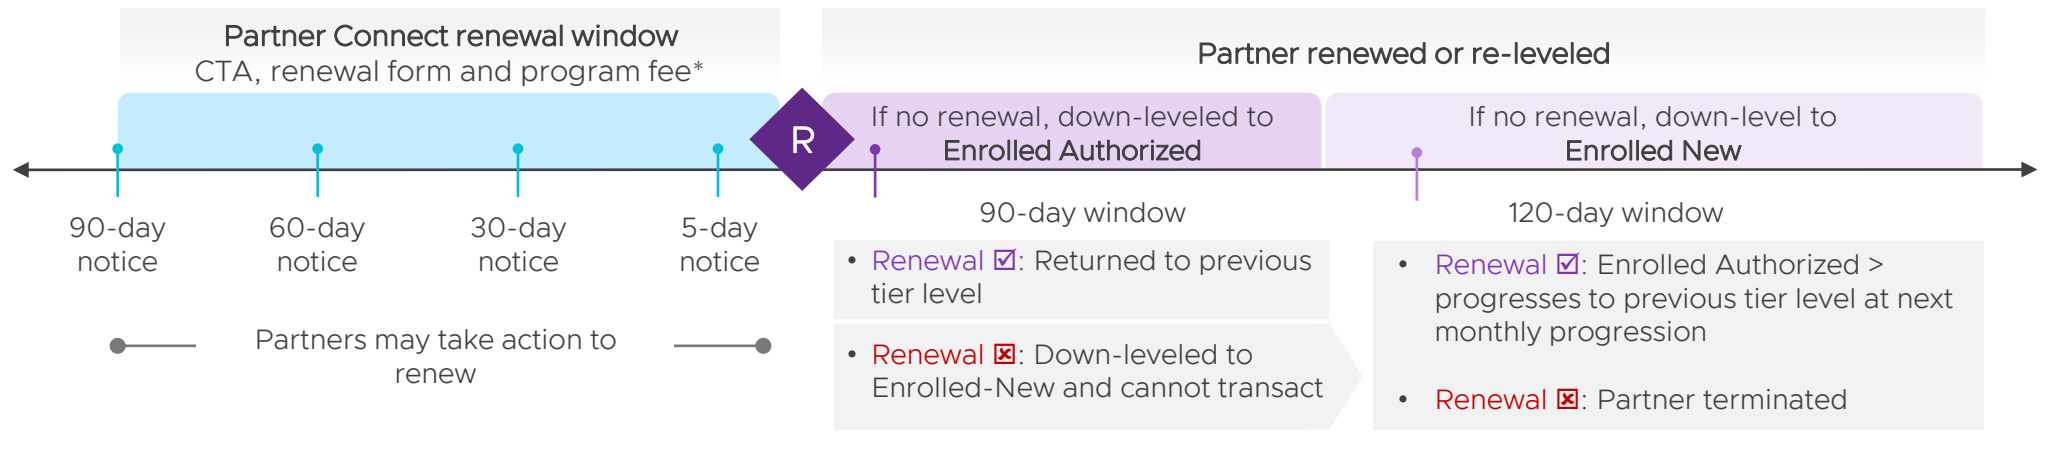 Partner Connect renewal window
CTA, renewal form and program fee*
Partner renewed or re-leveled
R
If no renewal, down-leveled to
Enrolled Authorized
If no renewal, down-level to
Enrolled New
90-day
notice
60-day
notice
30-day
notice
5-day
notice
Partners may take action to
renew
90-day window
• Renewal ☑: Returned to previous
tier level
• Renewal ☒: Down-leveled to
Enrolled-New and cannot transact
120-day window
• Renewal ☑: Enrolled Authorized >
progresses to previous tier level at next
monthly progression
• Renewal ☒: Partner terminated